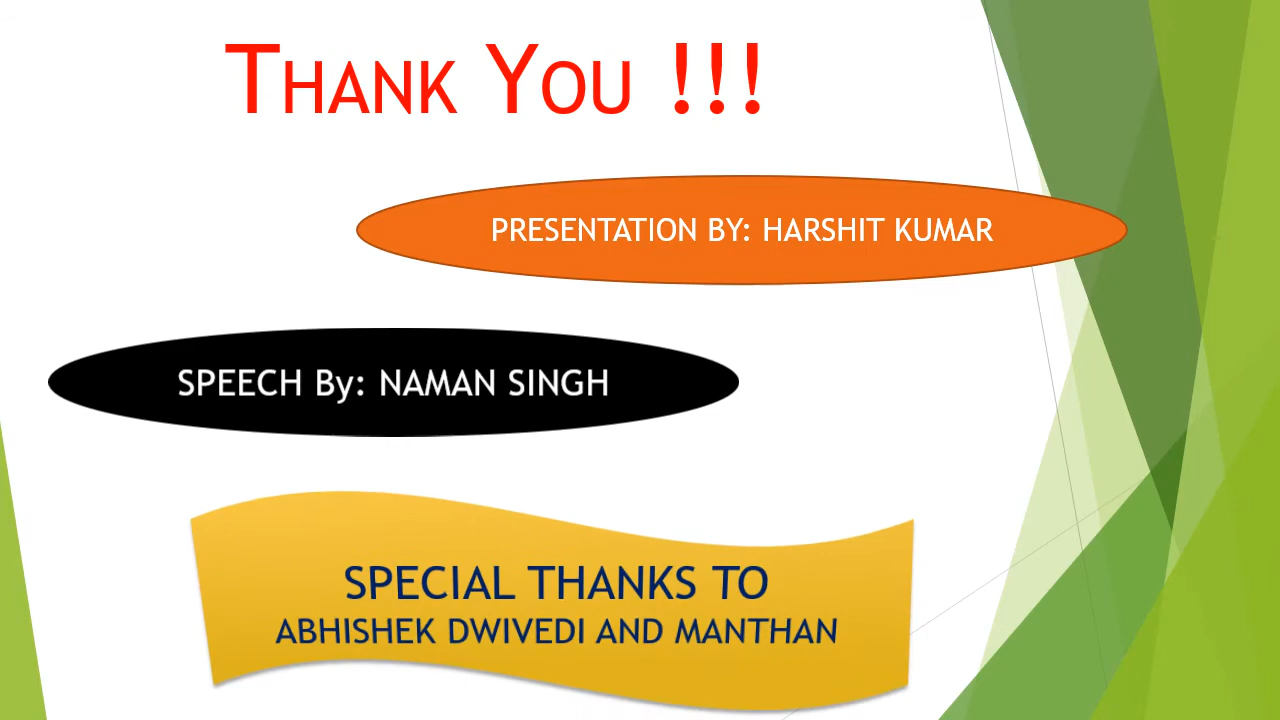 THANK YOU !!!
PRESENTATION BY: HARSHIT KUMAR
SPEECH By: NAMAN SINGH
SPECIAL THANKS TO
ABHISHEK DWIVEDI AND MANTHAN